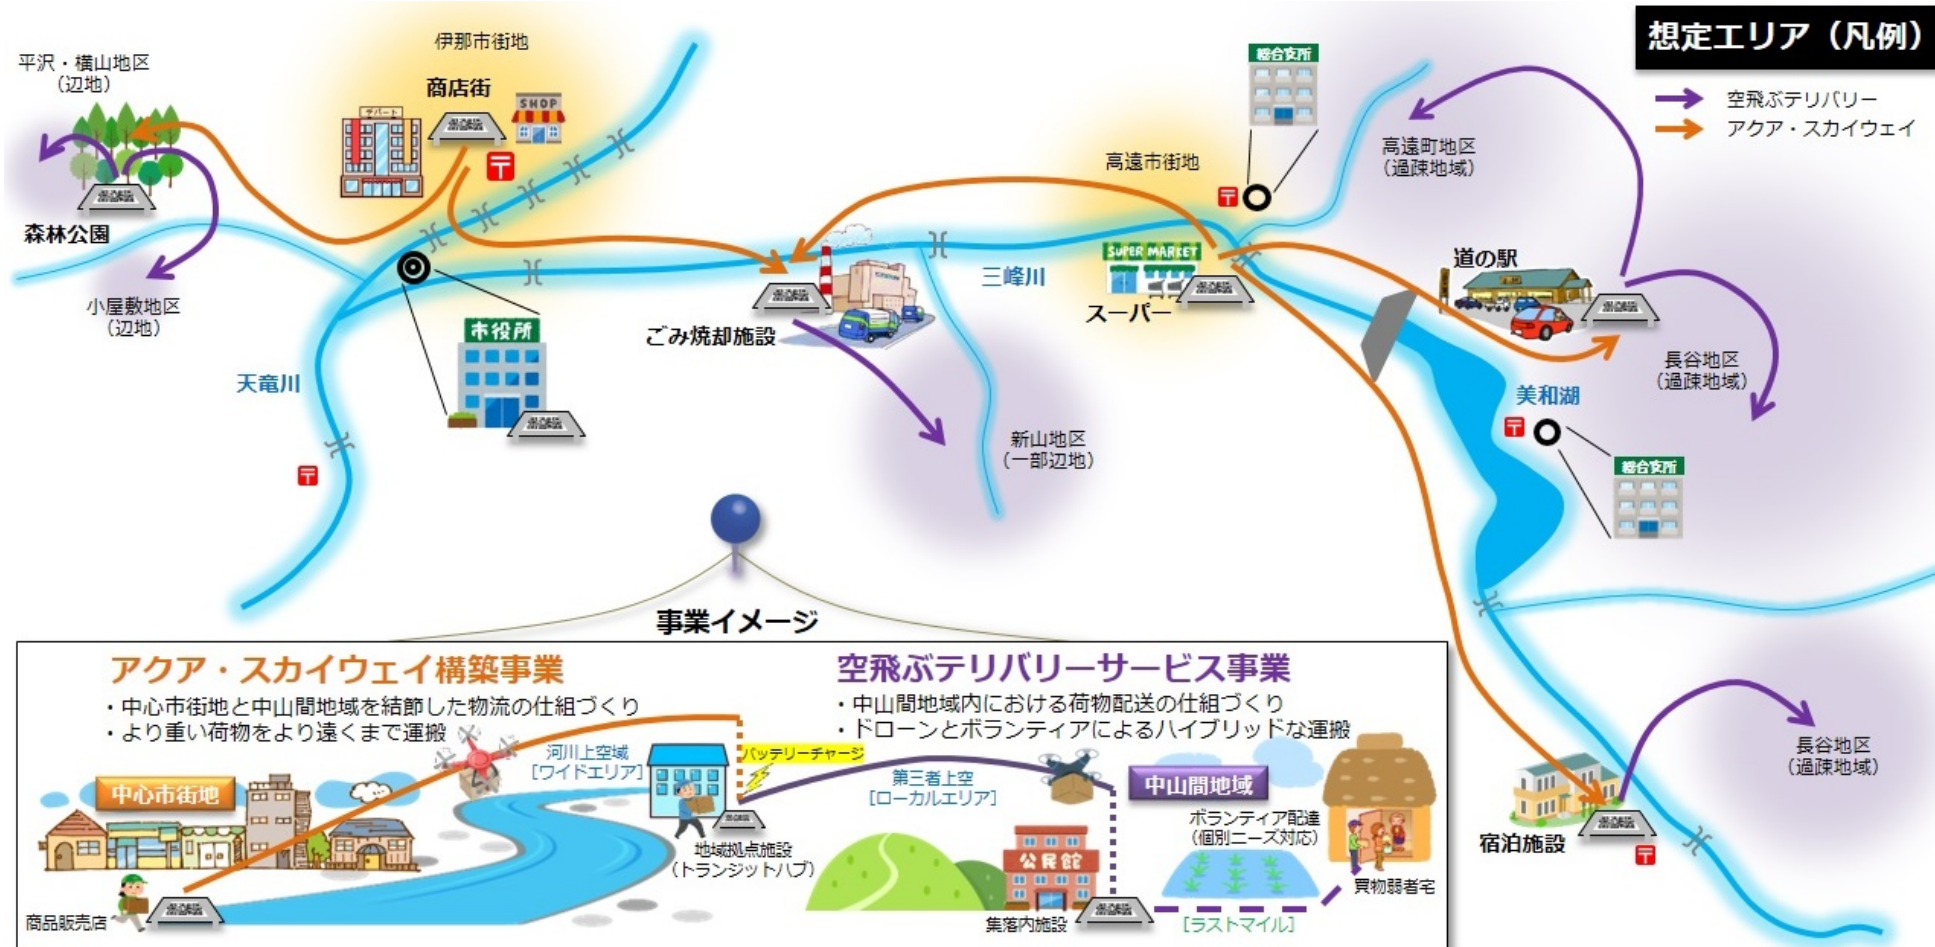 想定エリア（凡例）
空飛ぶデリバリー
アクア・スカイウェイ
平沢・横山地区
（辺地）
伊那市街地
商店街
デパート
SHOP
森林公園
小屋敷地区
（辺地）
市役所
天竜川
ごみ焼却施設
三峰川
新山地区
（一部辺地）
高遠市街地
総合支所
SUPER MARKET
スーパー
高遠町地区
（過疎地域）
道の駅
長谷地区
（過疎地域）
美和湖
総合支所
長谷地区
（過疎地域）
宿泊施設
事業イメージ
アクア・スカイウェイ構築事業
・中心市街地と中山間地域を結節した物流の仕組づくり
・より重い荷物をより遠くまで運搬
中心市街地
商品販売店
河川上空域
［ワイドエリア］
バッテリーチャージ
地域拠点施設
（トランジットハブ）
空飛ぶデリバリーサービス事業
・中山間地域内における荷物配送の仕組づくり
・ドローンとボランティアによるハイブリッドな運搬
第三者上空
［ローカルエリア］
中山間地域
公民館
集落内施設
ボランティア配達
（個別ニーズ対応）
［ラストマイル］
買物弱者宅